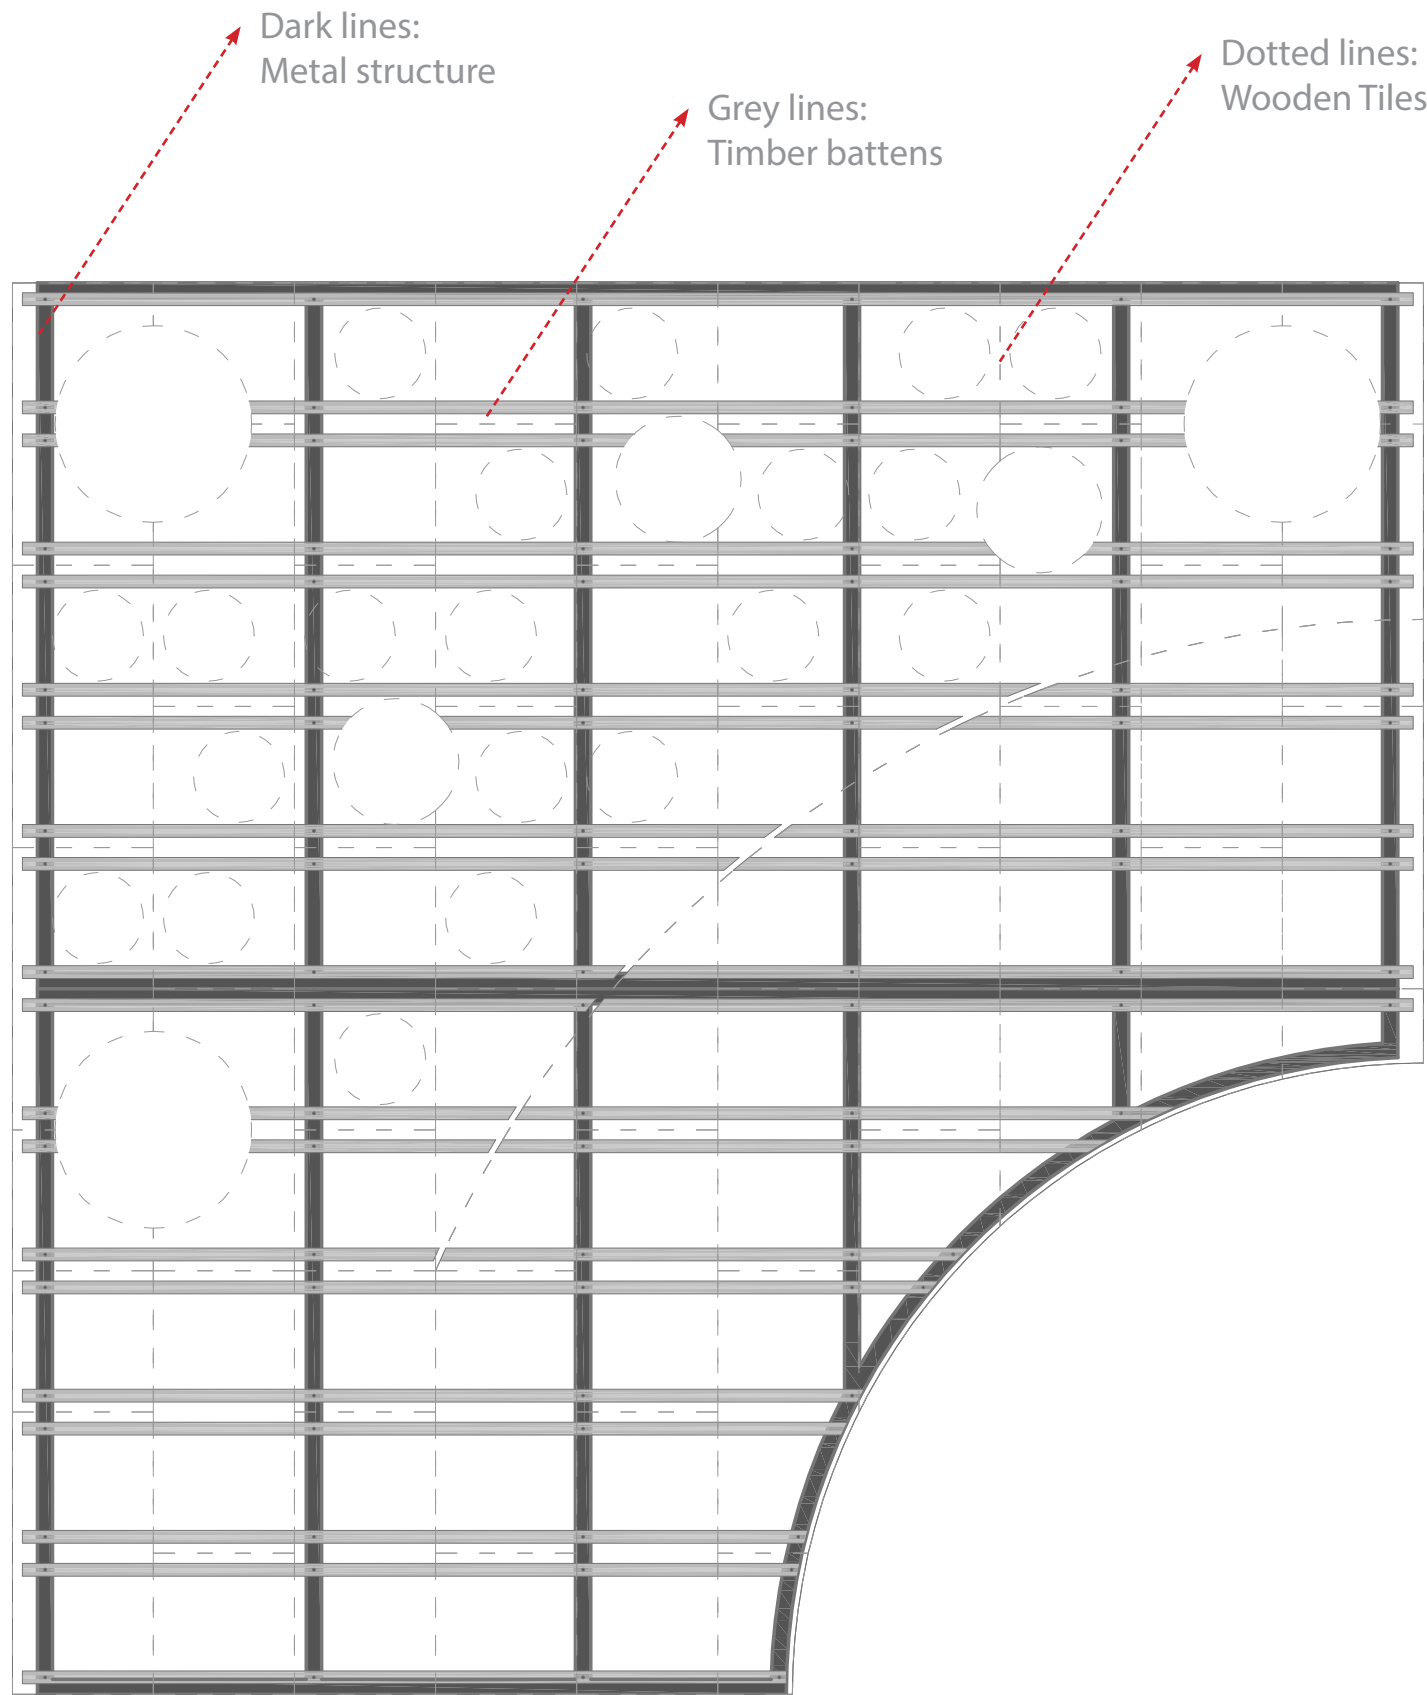 Dark lines:
Metal structure
Grey lines:
Timber battens
Dotted lines:
Wooden Tiles